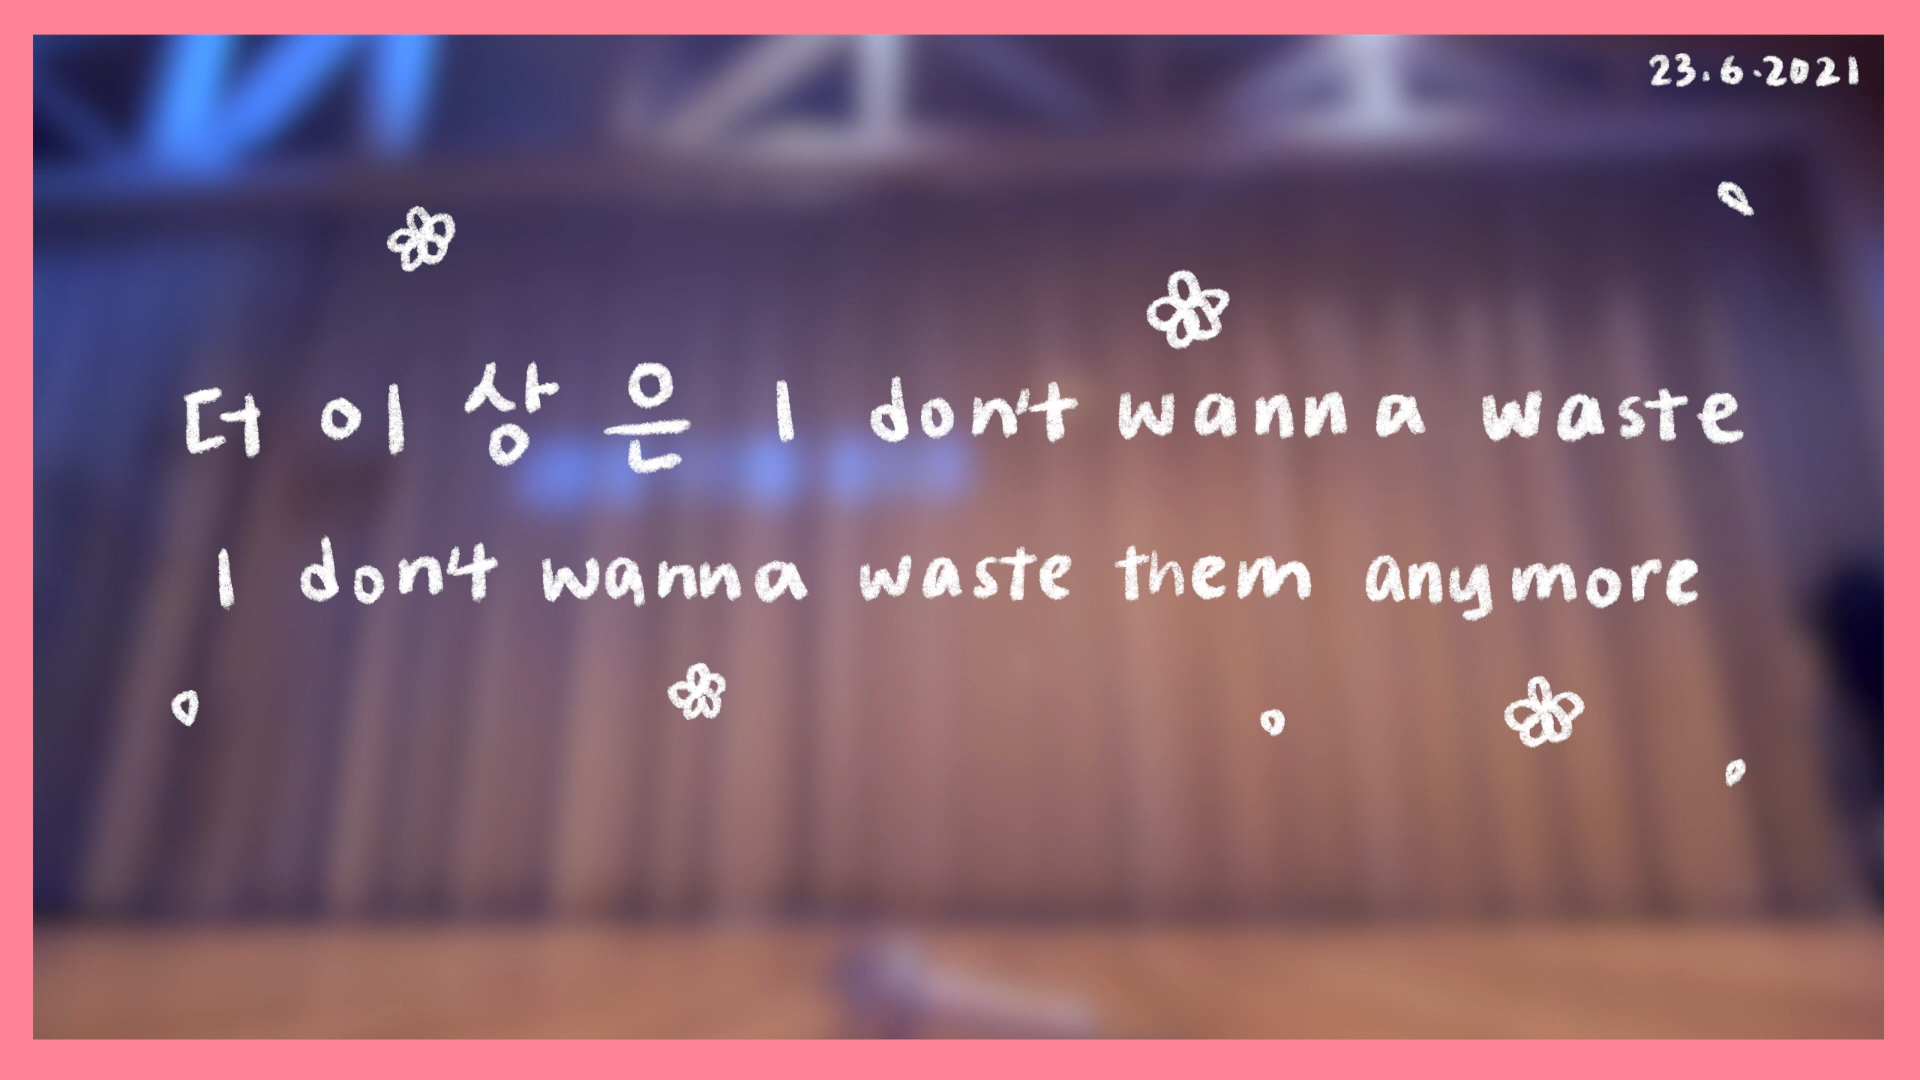 23.6.2021
더 이상은 I don't wanna waste
I don't wanna waste them anymore